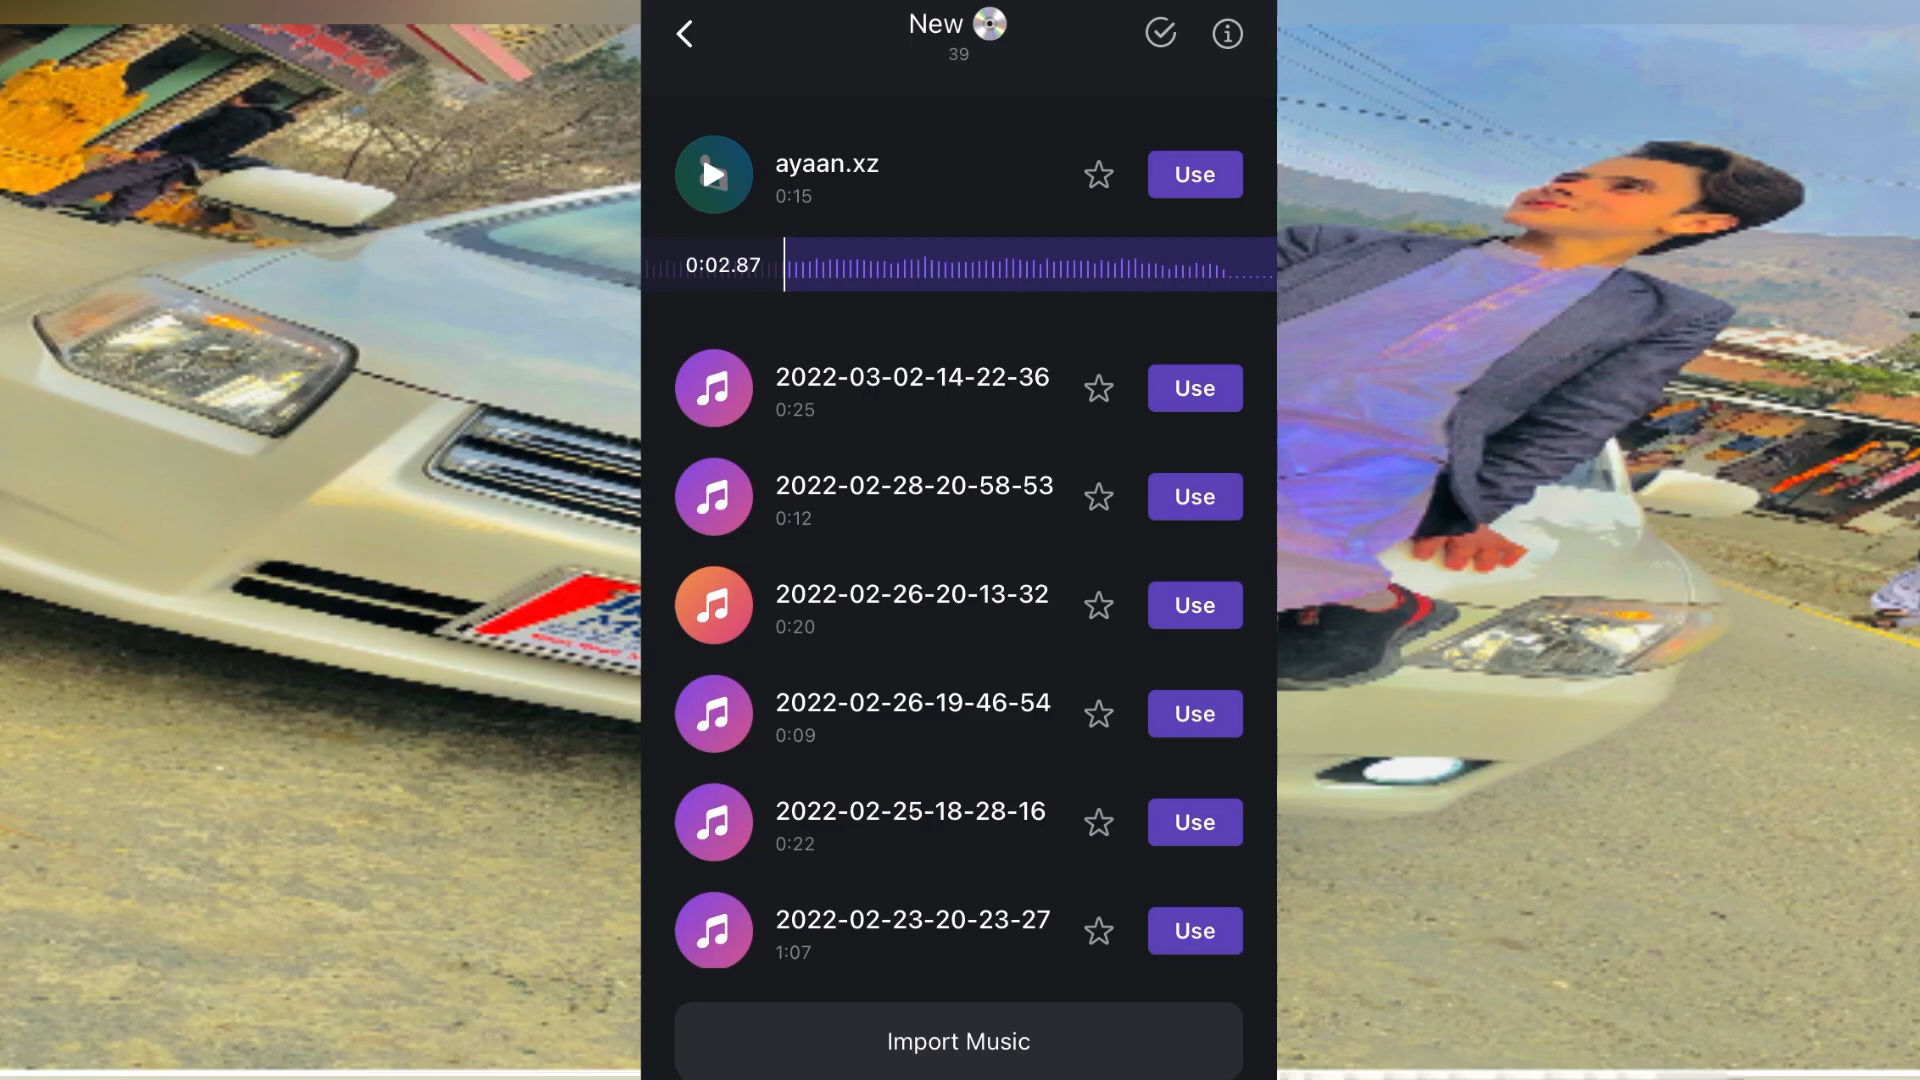 New
39
ayaan.xz
0:15
Use
0:02.87
2022-03-02-14-22-36
0:25
Use
2022-02-28-20-58-53
0:12
Use
2022-02-26-20-13-32
0:20
Use
2022-02-26-19-46-54
0:09
Use
2022-02-25-18-28-16
0:22
Use
2022-02-23-20-23-27
1:07
Use
Import Music